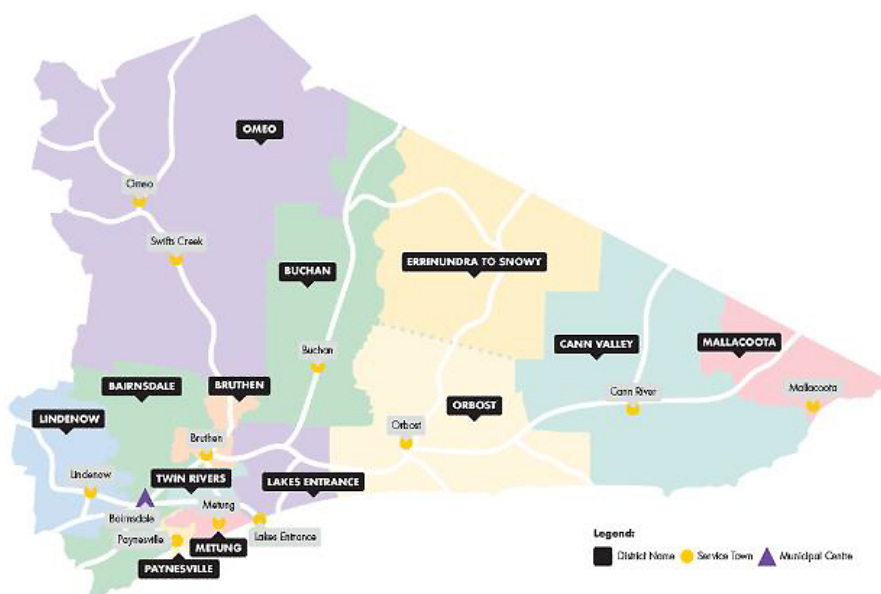 OMEO
Omeo
Swifts Creek
BUCHAN
ERRINUNDRA TO SNOWY
CANN VALLEY
MALLACOOTA
Buchan
BAIRNSDALE
BRUTHEN
ORBOST
Cann River
Mallacoota
LINDENOW
Bruthen
Orbost
Lindenow
TWIN RIVERS
LAKES ENTRANCE
Metung
Bairnsdale
Lakes Entrance
Paynesville
METUNG
PAYNESVILLE
Legend:
District Name Service Town Municipal Centre